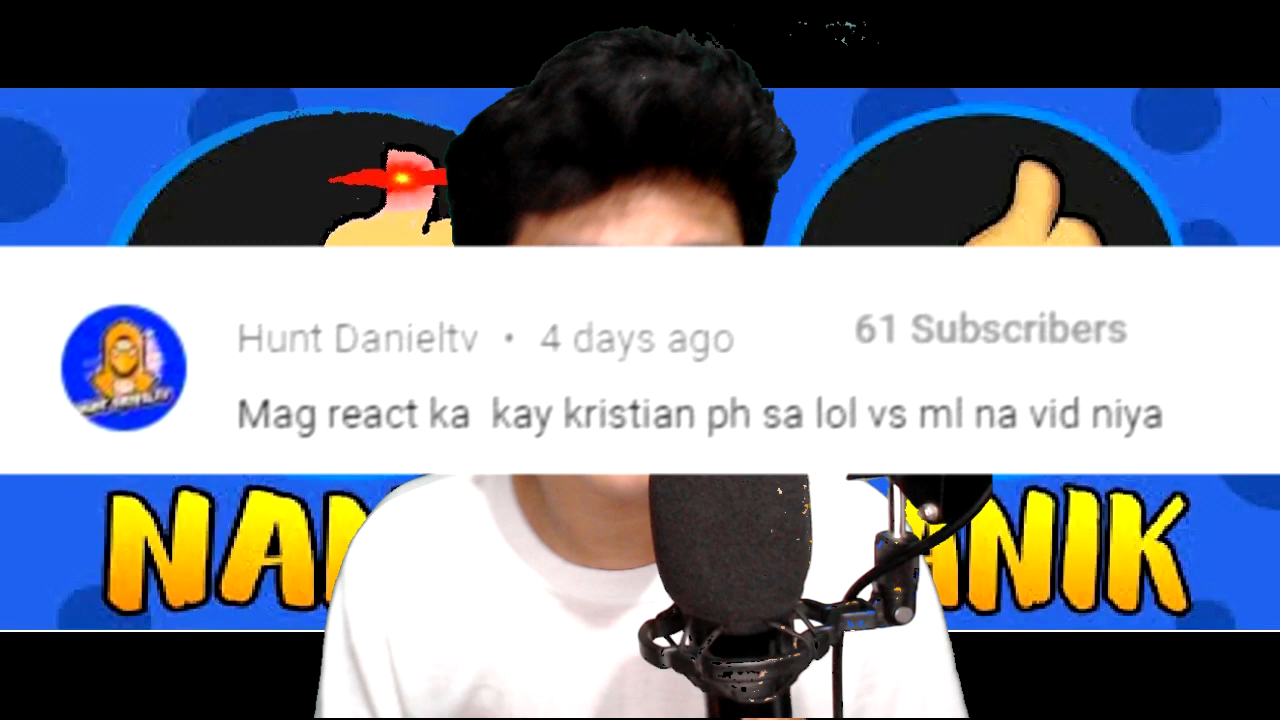 Hunt Danieltv • 4 days ago 61 Subscribers
Mag react ka kay kristian ph sa lol vs ml na vid niya